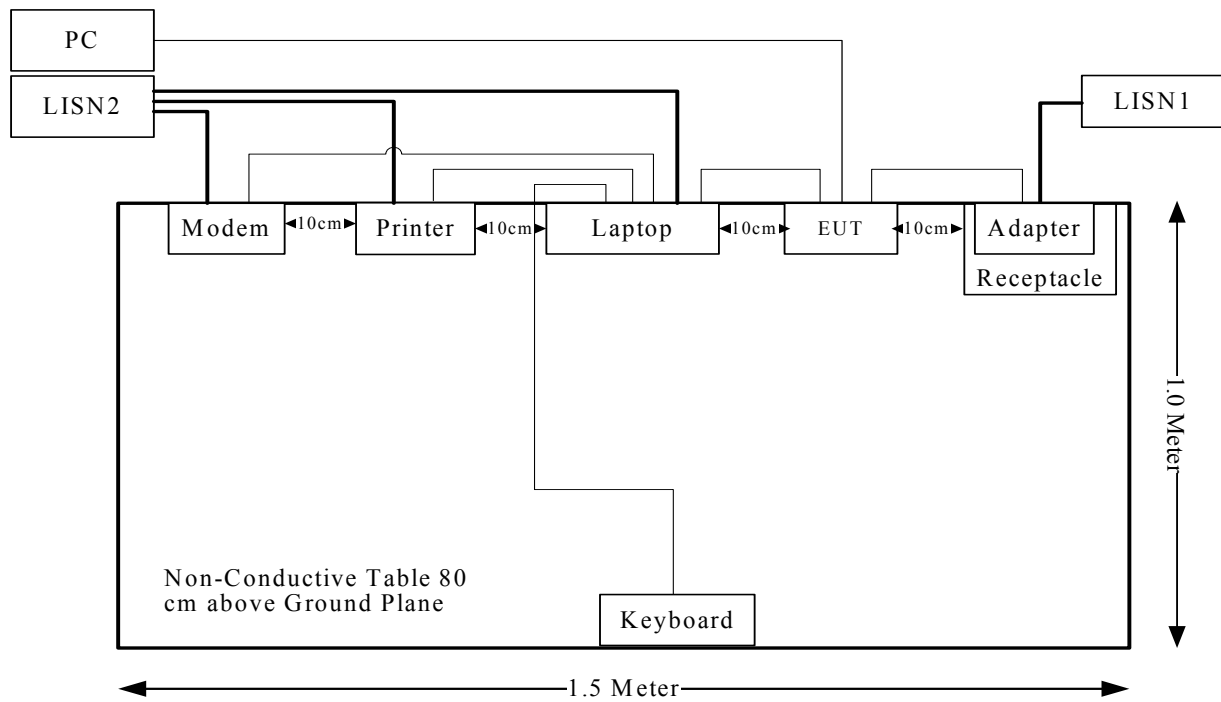 PC
LISN2
LISN1
Modem
10cm
Printer
10cm
Laptop
10cm
EUT
10cm
Adapter
Receptacle
1.0 Meter
Non-Conductive Table 80
cm above Ground Plane
Keyboard
1.5 Meter